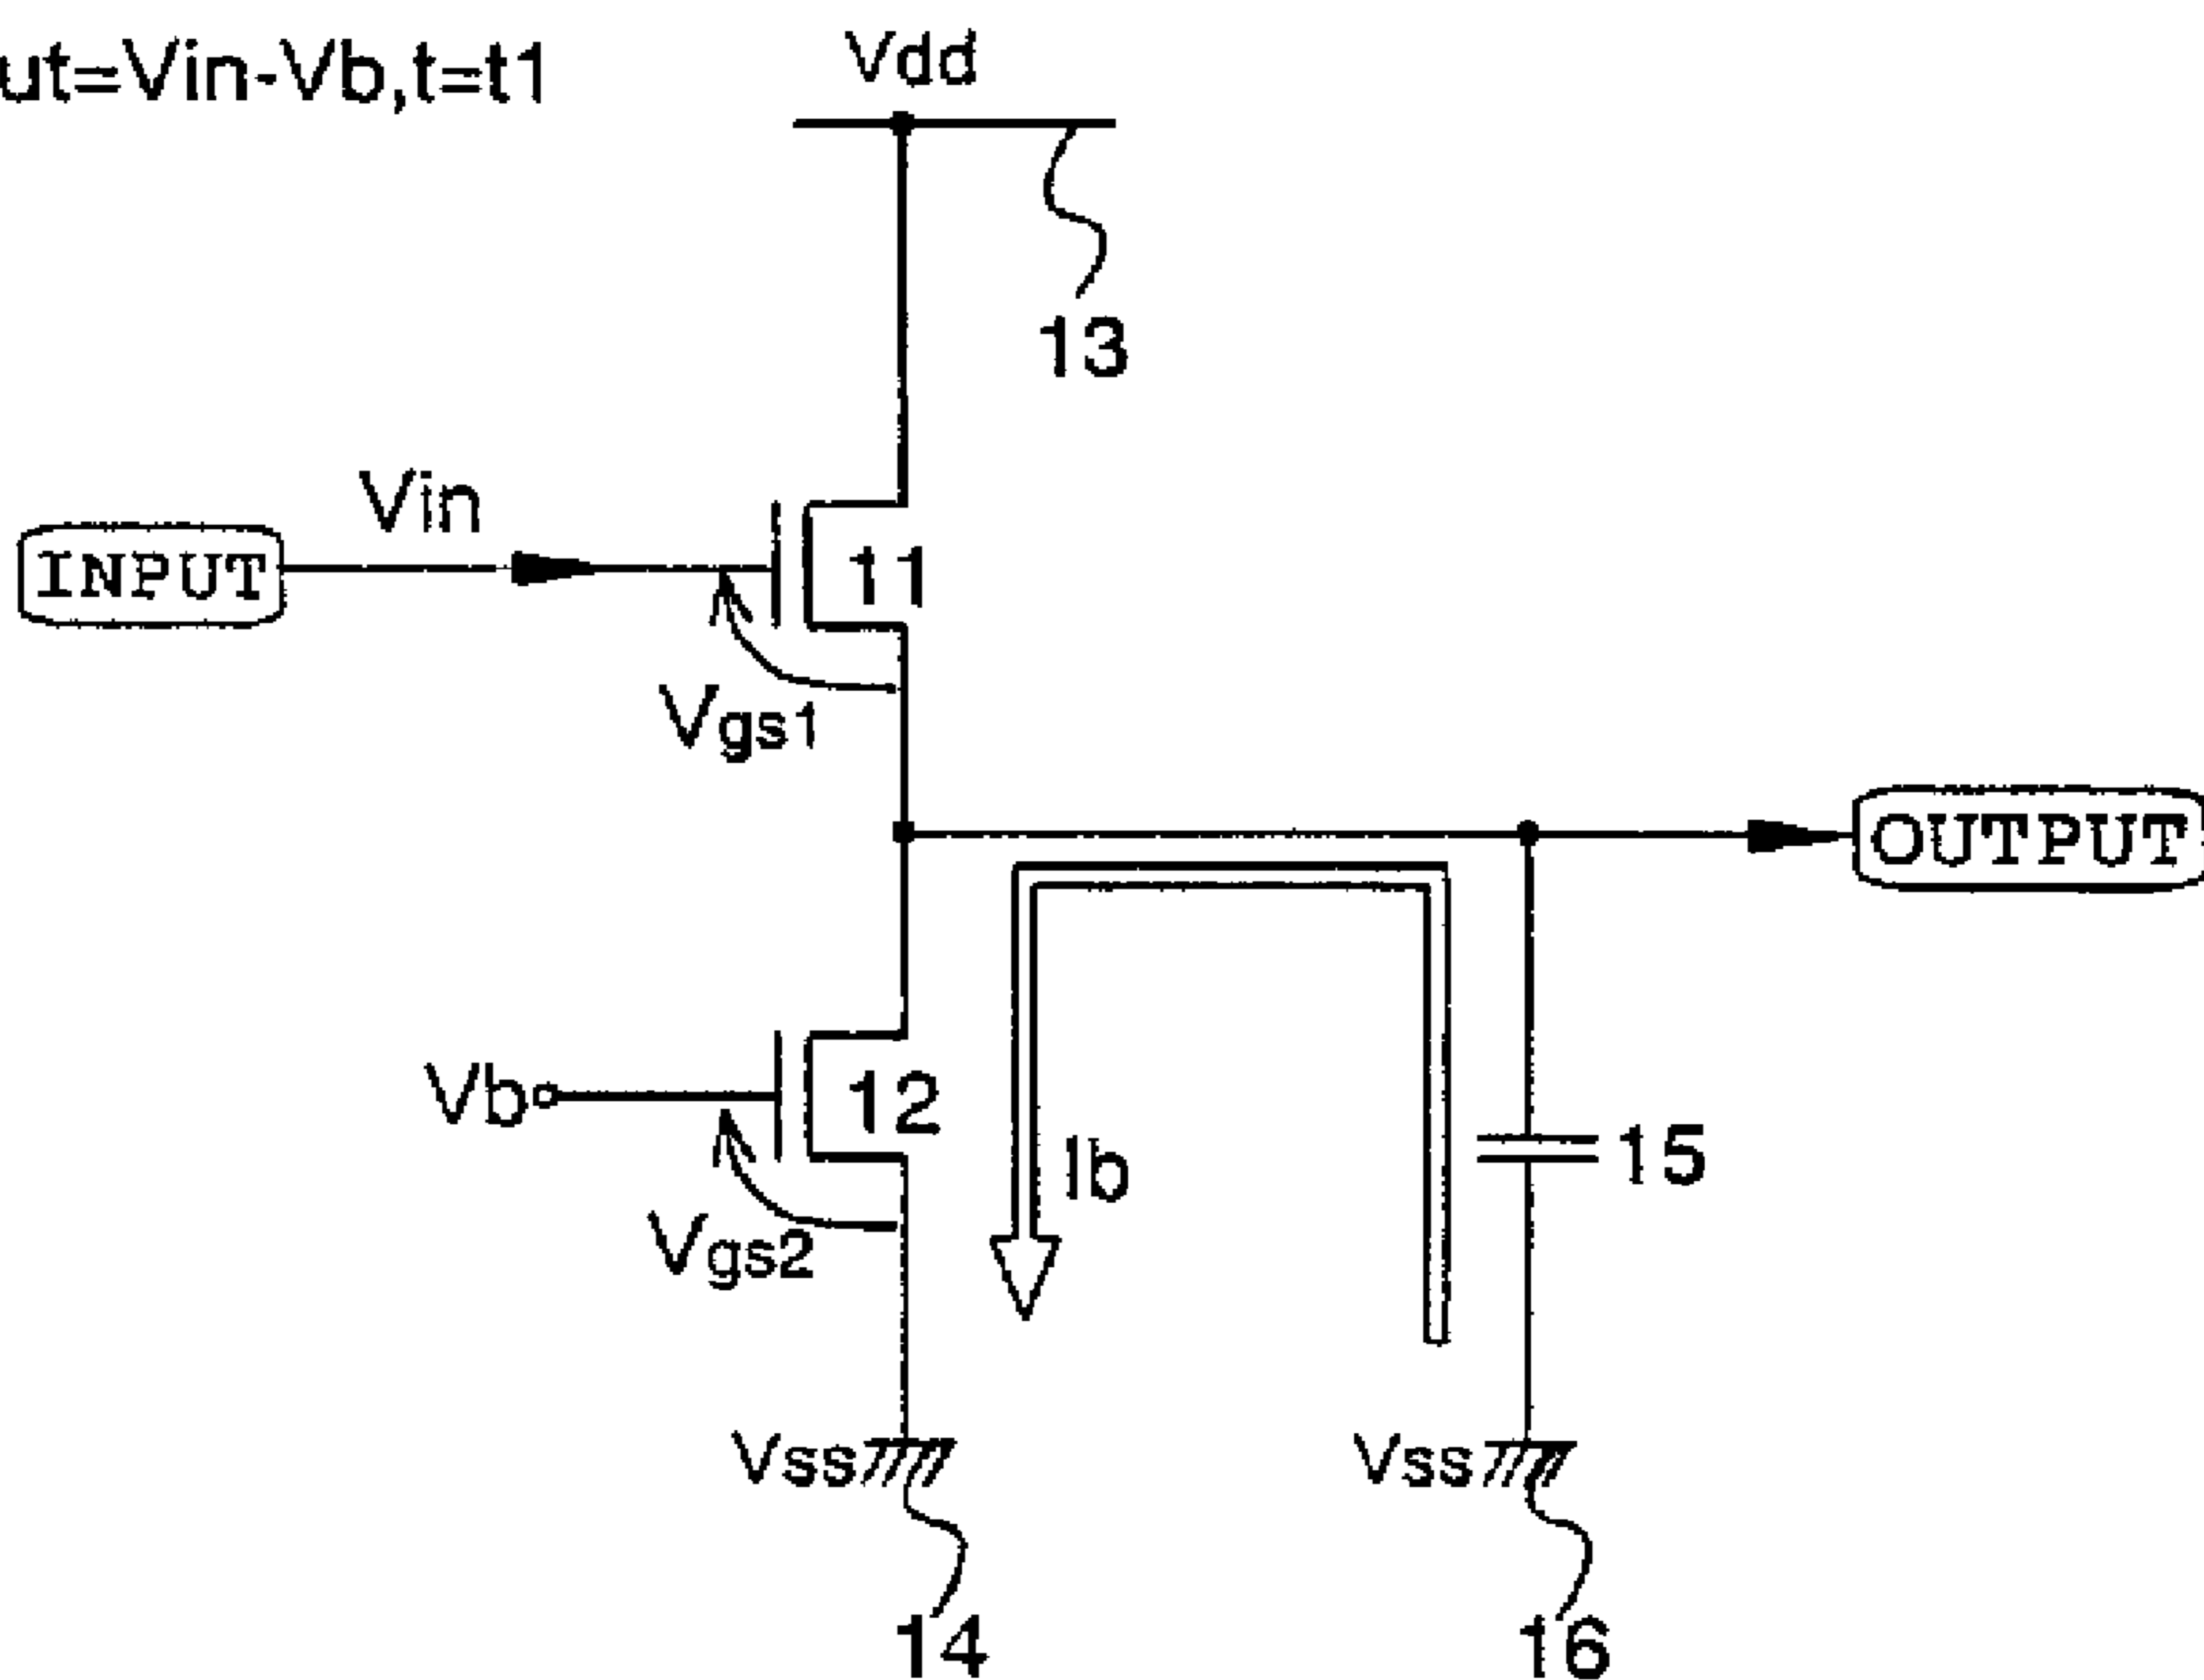 ut=Vin-Vb,t=t1
Vdd
13
Vin
INPUT
11
Vgs1
OUTPUT
Vb
12
Ib
15
Vgs2
Vss
Vss
14
16